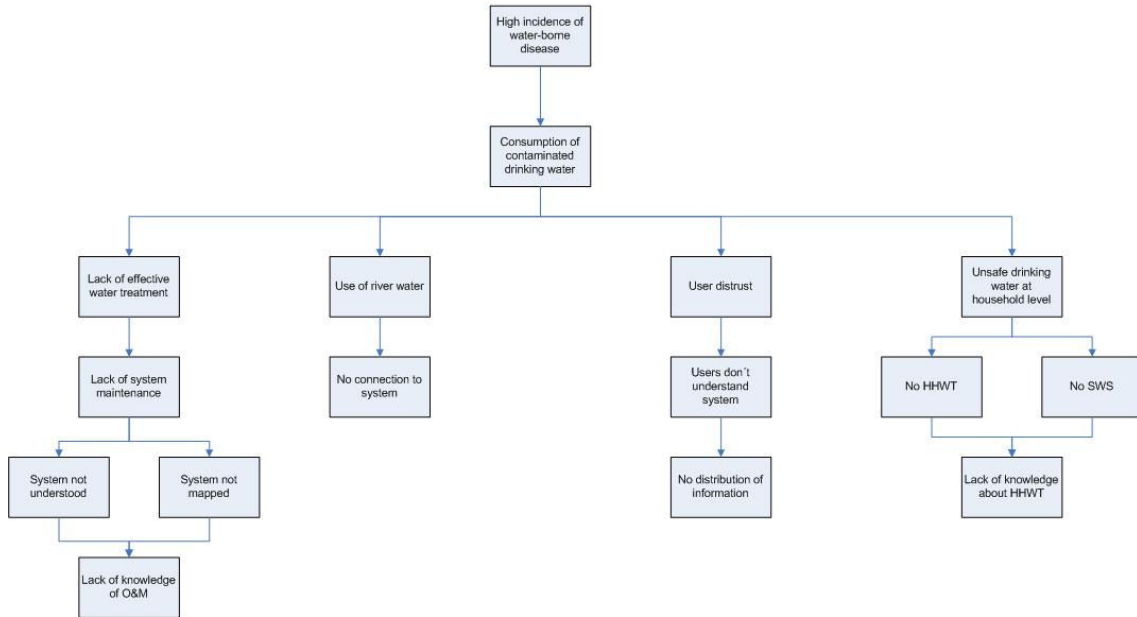 High incidence of
water-borne
disease
Consumption of
contaminated
drinking water
Lack of effective
water treatment
Use of river water
User distrust
Unsafe drinking
water at
household level
Lack of system
maintenance
No connection to
system
Users don´t
understand
system
No HHWT
No SWS
System not
understood
System not
mapped
No distribution of
information
Lack of knowledge
about HHWT
Lack of knowledge
of O&M